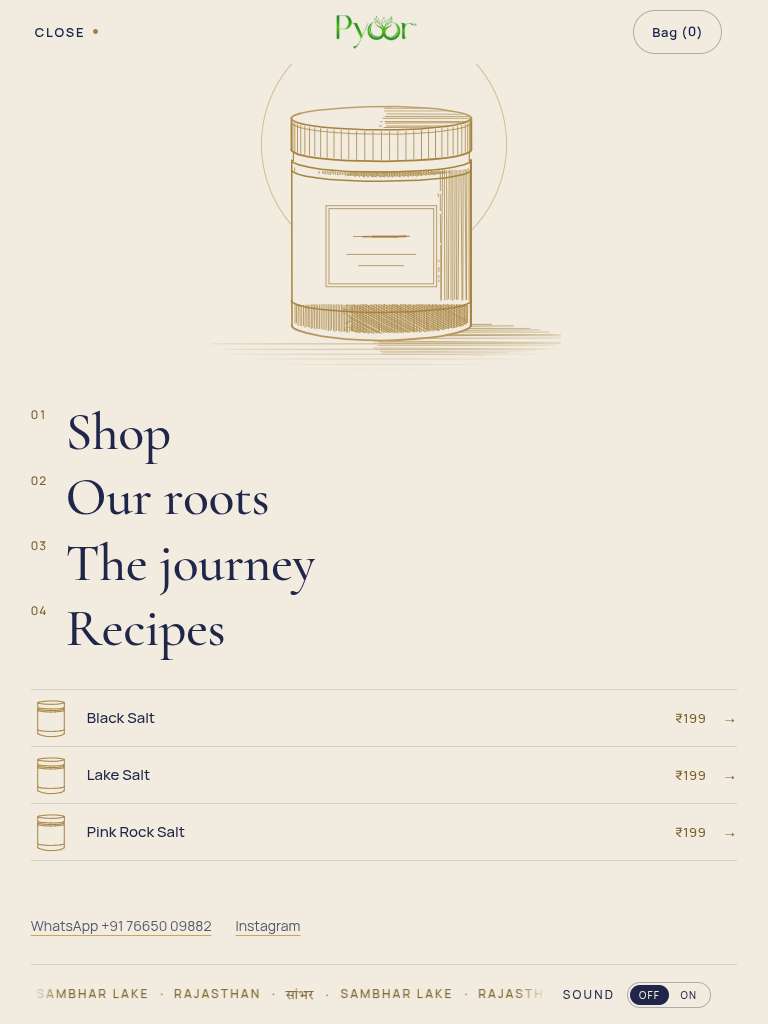 CLOSE
Pyoor
Bag (0)
01
Shop
02
Our roots
03
The journey
04
Recipes
Black Salt ₹199 →
Lake Salt ₹199 →
Pink Rock Salt ₹199 →
WhatsApp +91 76650 09882 Instagram
SAMBHAR LAKE · RAJASTHAN · सांभर · SAMBHAR LAKE · RAJASTH
SOUND OFF ON